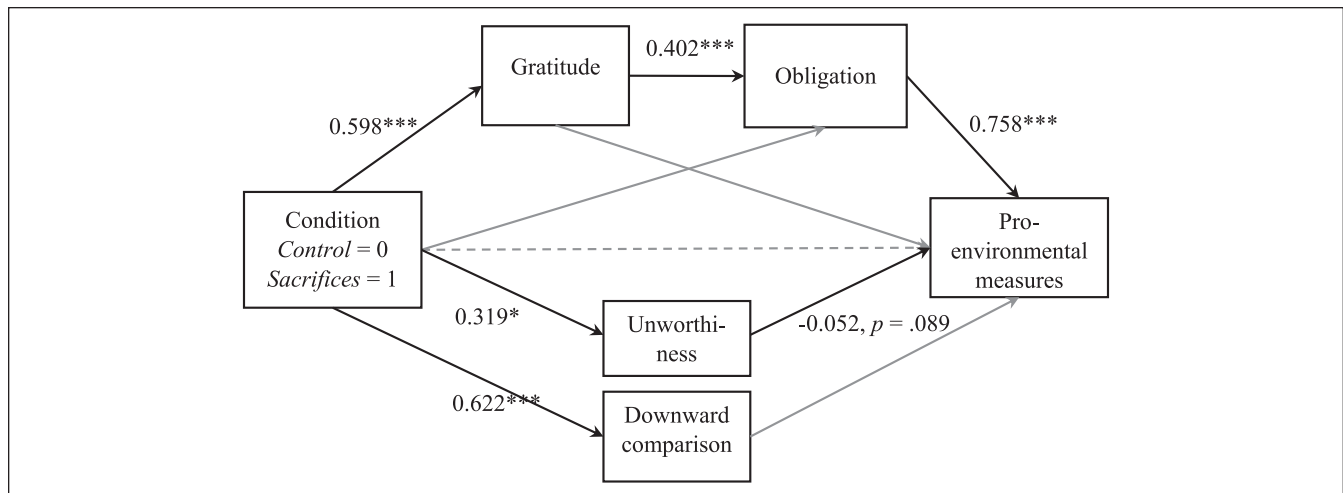 0.402***
Gratitude
Obligation
0.598***
0.758***
Condition
Control = 0
Sacrifices = 1
Pro-
environmental
measures
0.319*
Unworthi-
ness
-0.052, p = .089
0.622***
Downward
comparison